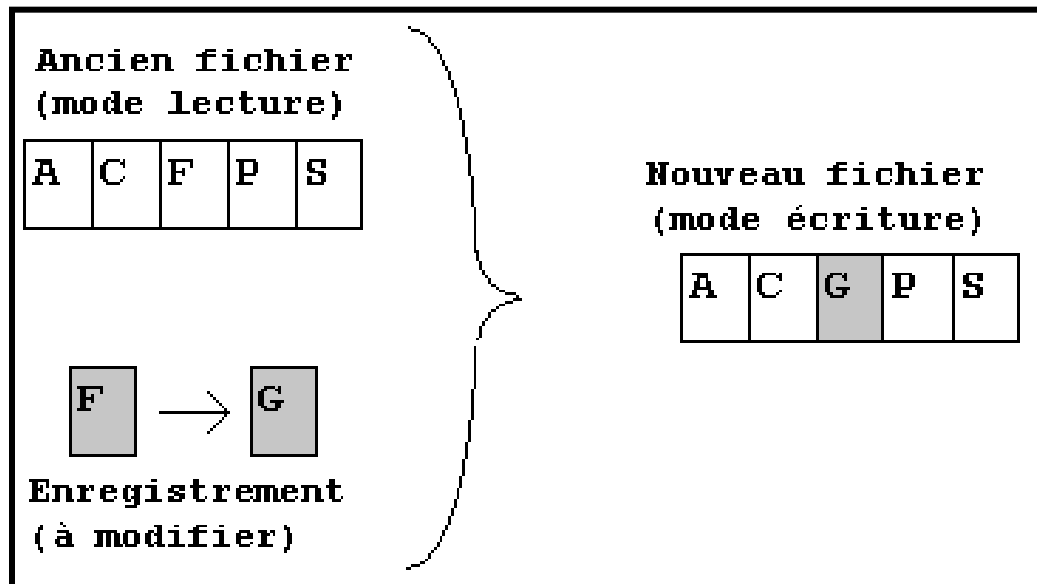 Ancien fichier
(mode lecture)
A C F P S
F G
Enregistrement
(à modifier)
Nouveau fichier
(mode écriture)
A C G P S